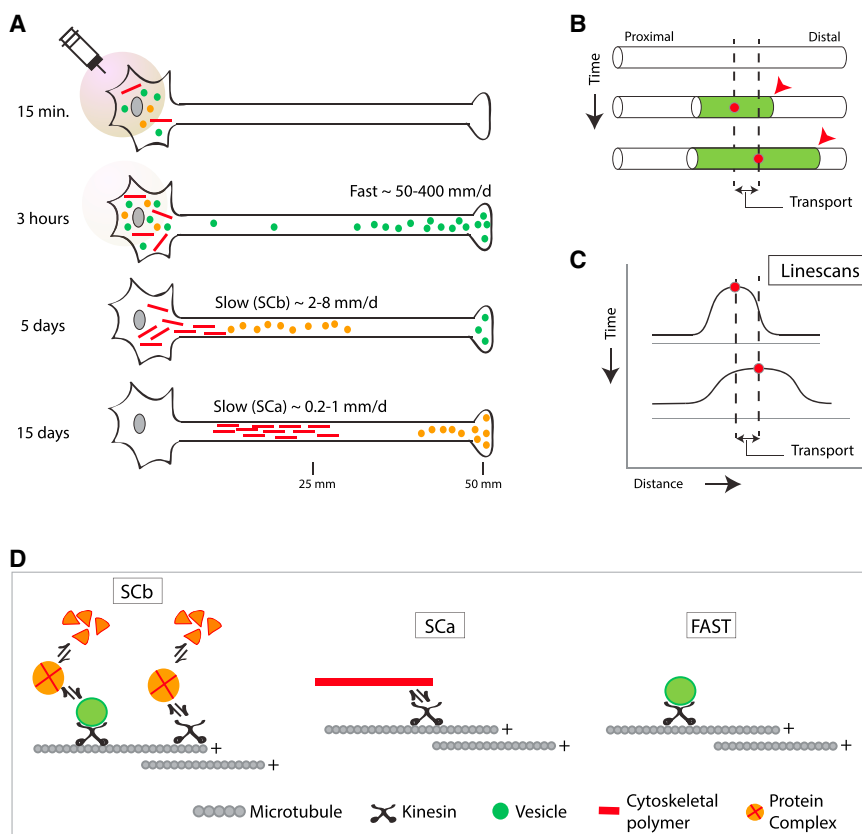 A
15 min.
3 hours
Fast ~ 50-400 mm/d
5 days
Slow (SCb) ~ 2-8 mm/d
15 days
Slow (SCa) ~ 0.2-1 mm/d
25 mm
50 mm
B
Proximal
Distal
Time
Transport
C
Linescans
Time
Transport
Distance
D
SCb
SCa
FAST
+
+
+
+
+
+
Microtubule
Kinesin
Vesicle
Cytoskeletal
polymer
Protein
Complex